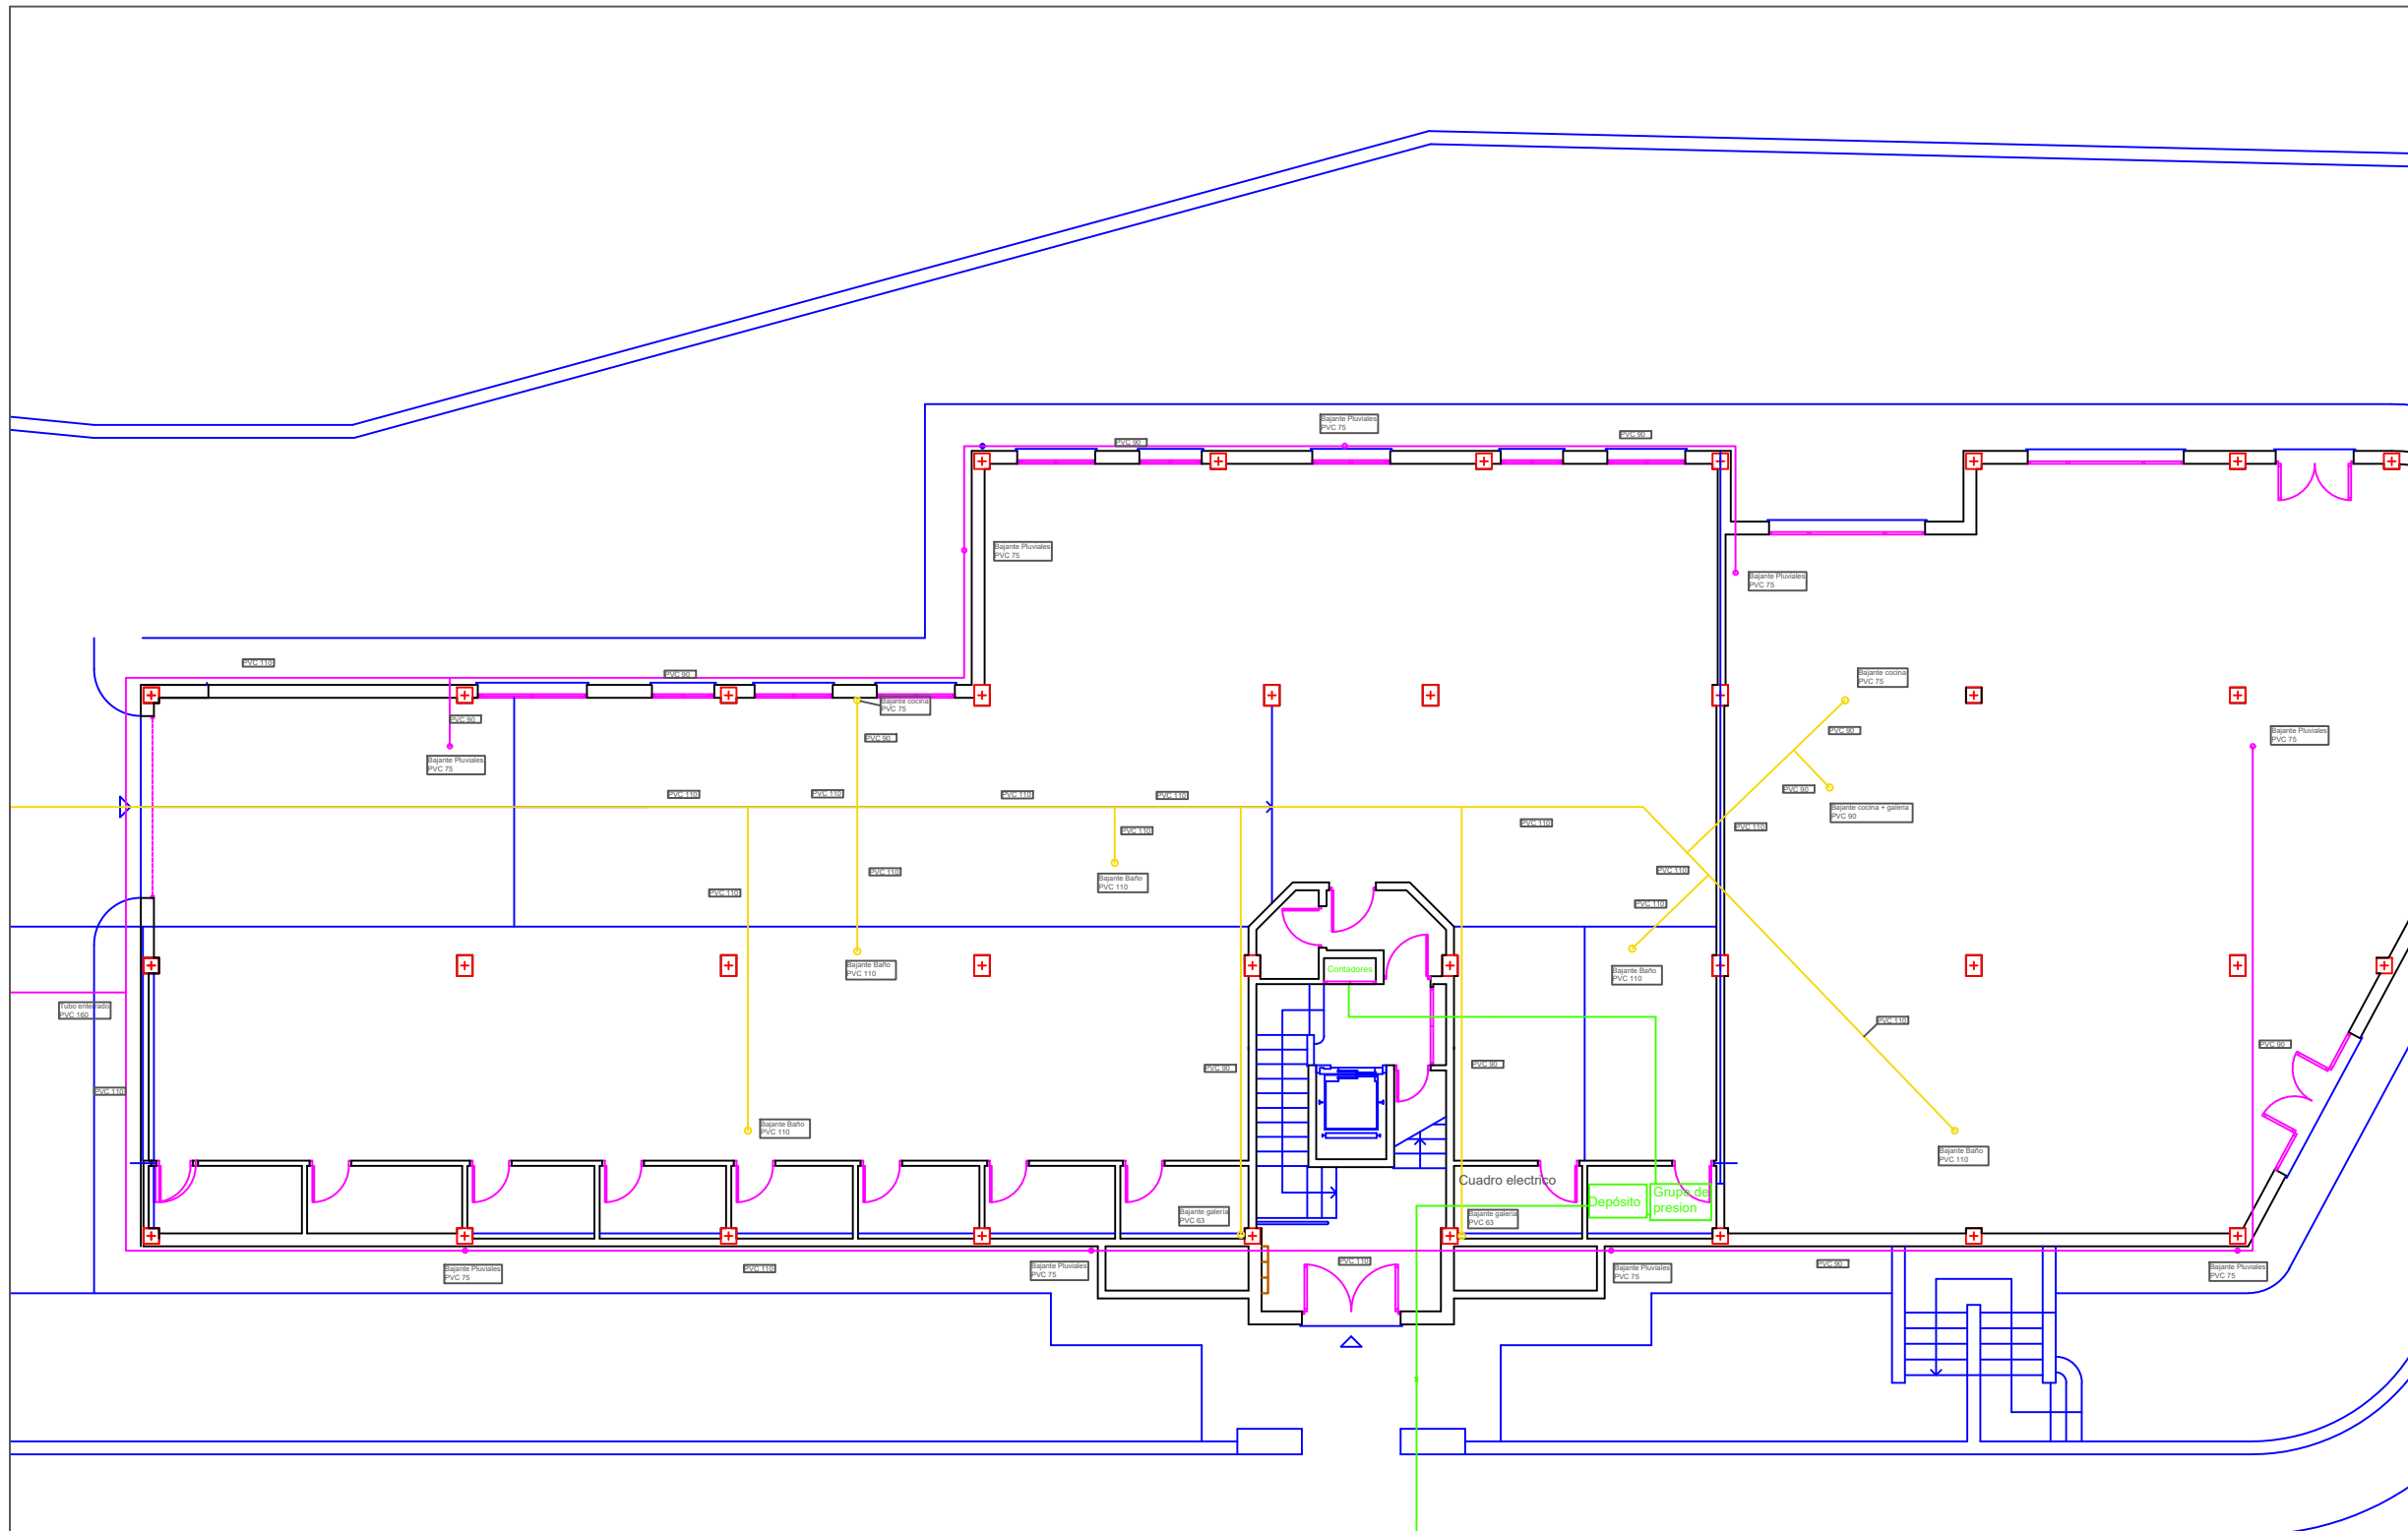 Bajante Pluviales
PVC 75
PVC 90
PVC 90
Bajante Pluviales
PVC 75
Bajante Pluviales
PVC 75
PVC 110
PVC 90
Bajante cocina
PVC 75
Bajante cocina
PVC 75
PVC 90
PVC 90
PVC 90
Bajante Pluviales
PVC 75
Bajante Pluviales
PVC 75
PVC 90
PVC 110
PVC 110
PVC 110
PVC 110
Bajante cocina + galeria
PVC 90
PVC 110
PVC 110
PVC 110
PVC 110
PVC 110
Bajante Baño
PVC 110
PVC 110
PVC 110
Bajante Baño
PVC 110
Contadores
Bajante Baño
PVC 110
Tubo enterrado
PVC 160
PVC 110
PVC 90
PVC 90
PVC 90
PVC 110
Bajante Baño
PVC 110
Bajante Baño
PVC 110
Cuadro electrico
Depósito
Grupo de
presion
Bajante galería
PVC 63
Bajante galería
PVC 63
Bajante Pluviales
PVC 75
PVC 110
Bajante Pluviales
PVC 75
PVC 110
Bajante Pluviales
PVC 75
PVC 90
Bajante Pluviales
PVC 75